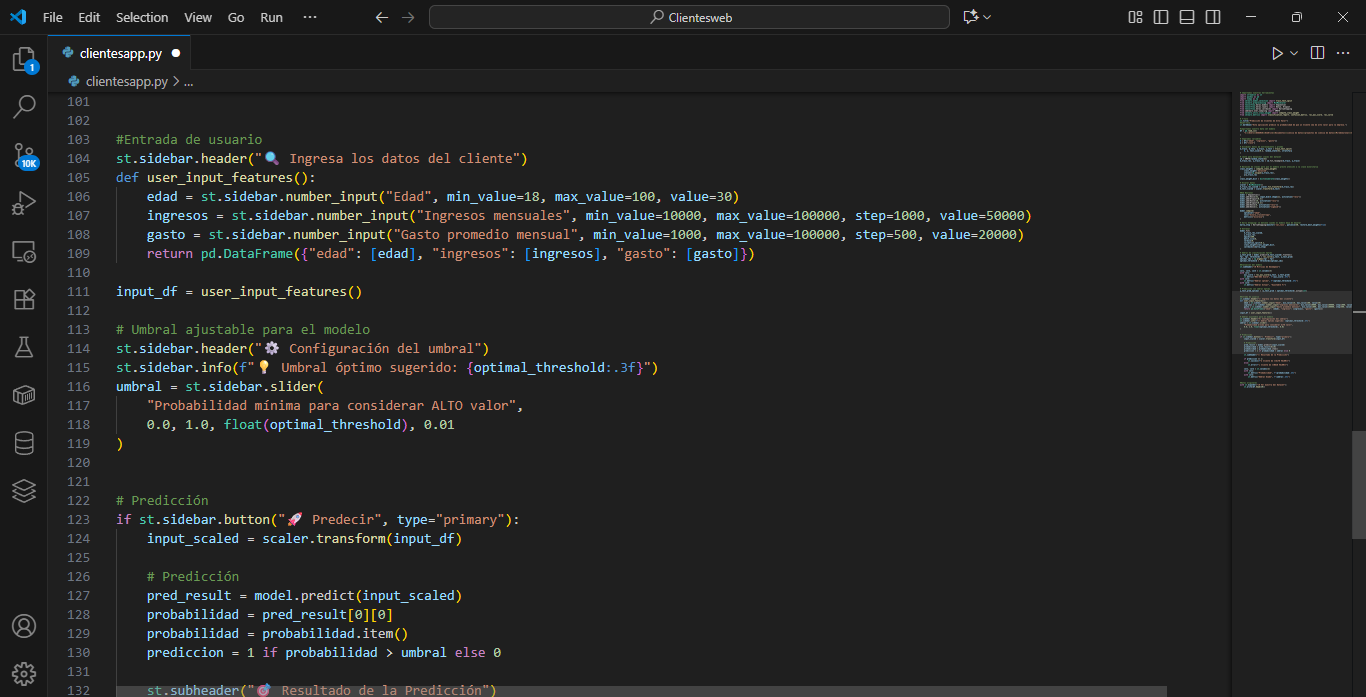 File Edit Selection View Go Run ··· Clientesweb
clientesapp.py
clientesapp.py > ...
1
10K
101
102
103 #Entrada de usuario
104 st.sidebar.header("🔍 Ingresa los datos del cliente")
105 def user_input_features():
106     edad = st.sidebar.number_input("Edad", min_value=18, max_value=100, value=30)
107     ingresos = st.sidebar.number_input("Ingresos mensuales", min_value=10000, max_value=100000, step=1000, value=50000)
108     gasto = st.sidebar.number_input("Gasto promedio mensual", min_value=1000, max_value=100000, step=500, value=20000)
109     return pd.DataFrame({"edad": [edad], "ingresos": [ingresos], "gasto": [gasto]})
110
111 input_df = user_input_features()
112
113 # Umbral ajustable para el modelo
114 st.sidebar.header("⚙️ Configuración del umbral")
115 st.sidebar.info(f"💡 Umbral óptimo sugerido: {optimal_threshold:.3f}")
116 umbral = st.sidebar.slider(
117     "Probabilidad mínima para considerar ALTO valor",
118     0.0, 1.0, float(optimal_threshold), 0.01
119 )
120
121
122 # Predicción
123 if st.sidebar.button("🚀 Predecir", type="primary"):
124     input_scaled = scaler.transform(input_df)
125
126     # Predicción
127     pred_result = model.predict(input_scaled)
128     probabilidad = pred_result[0][0]
129     probabilidad = probabilidad.item()
130     prediccion = 1 if probabilidad > umbral else 0
131
132     st.subheader("🎯 Resultado de la Predicción")